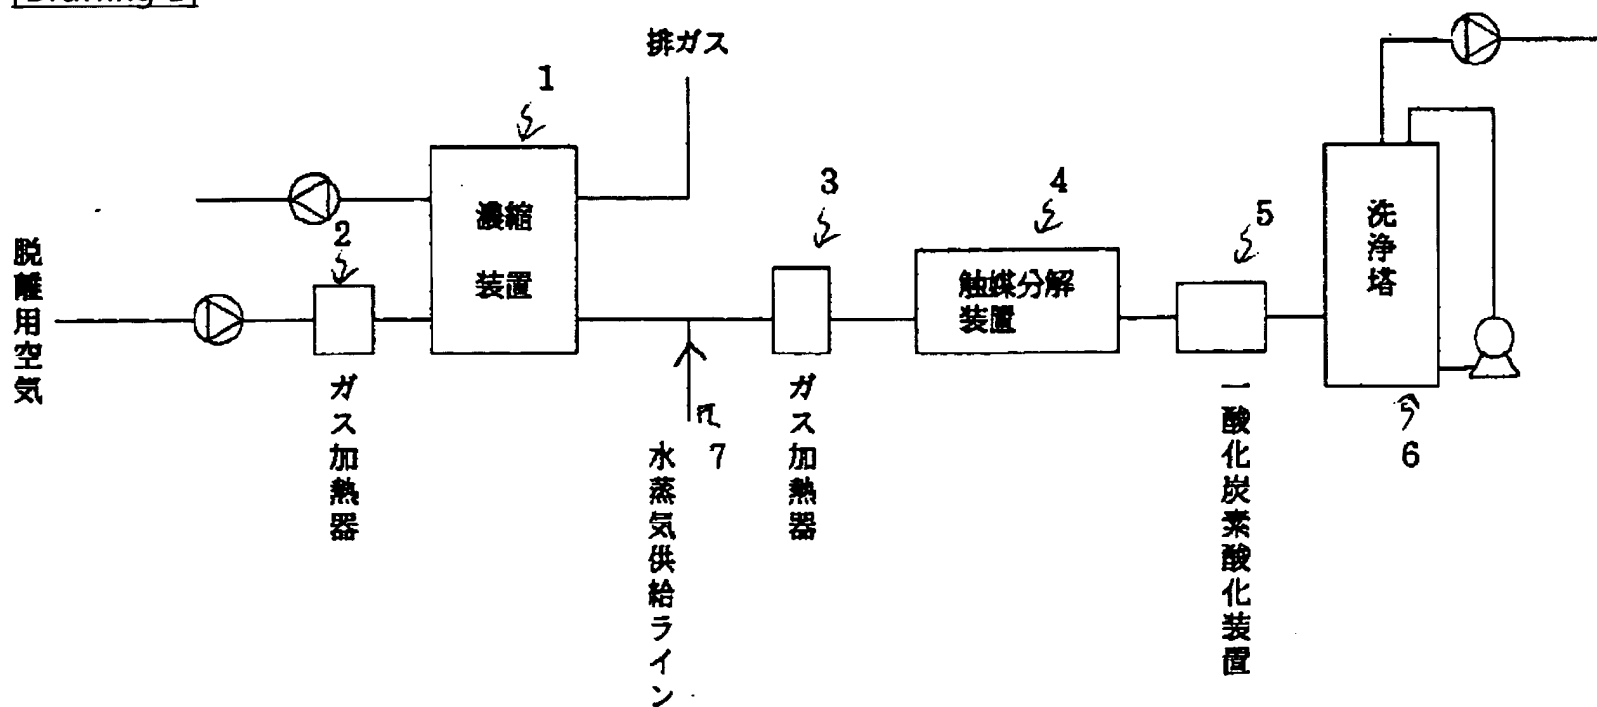 [Drawing 1]
排ガス
1
濃縮
装置
2
脱離用空気
ガス加熱器
3
ガス加熱器
4
触媒分解
装置
5
一酸化炭素酸化装置
洗浄塔
6
7
水蒸気供給ライン